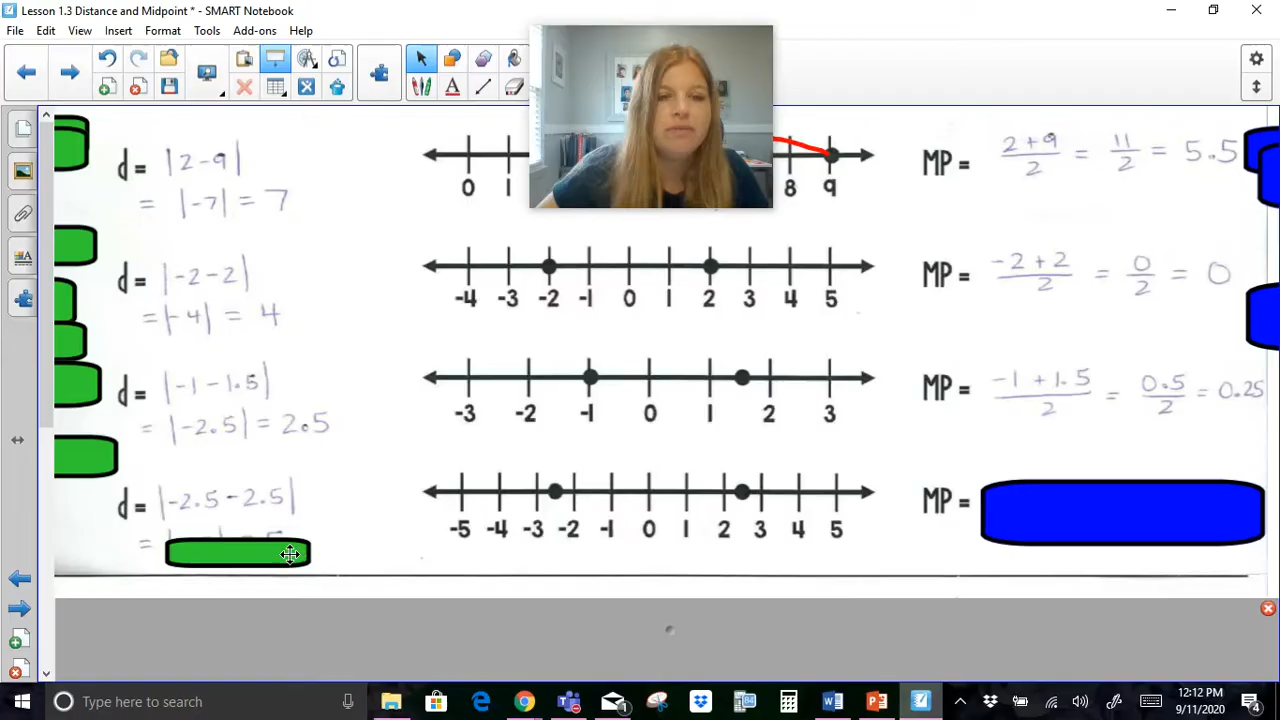 Lesson 1.3 Distance and Midpoint * - SMART Notebook
File Edit View Insert Format Tools Add-ons Help
d = |2-9|
= |-7| = 7
0 1 8 9
MP = 2+9/2 = 11/2 = 5.5
d = |-2-2|
=|-4| = 4
-4 -3 -2 -1 0 1 2 3 4 5
MP = -2+2/2 = 0/2 = 0
d = |-1-1.5|
= |-2.5| = 2.5
-3 -2 -1 0 1 2 3
MP = -1+1.5/2 = 0.5/2 = 0.25
d = |-2.5-2.5|
=
-5 -4 -3 -2 -1 0 1 2 3 4 5
MP =
Type here to search
12:12 PM
9/11/2020
1
4